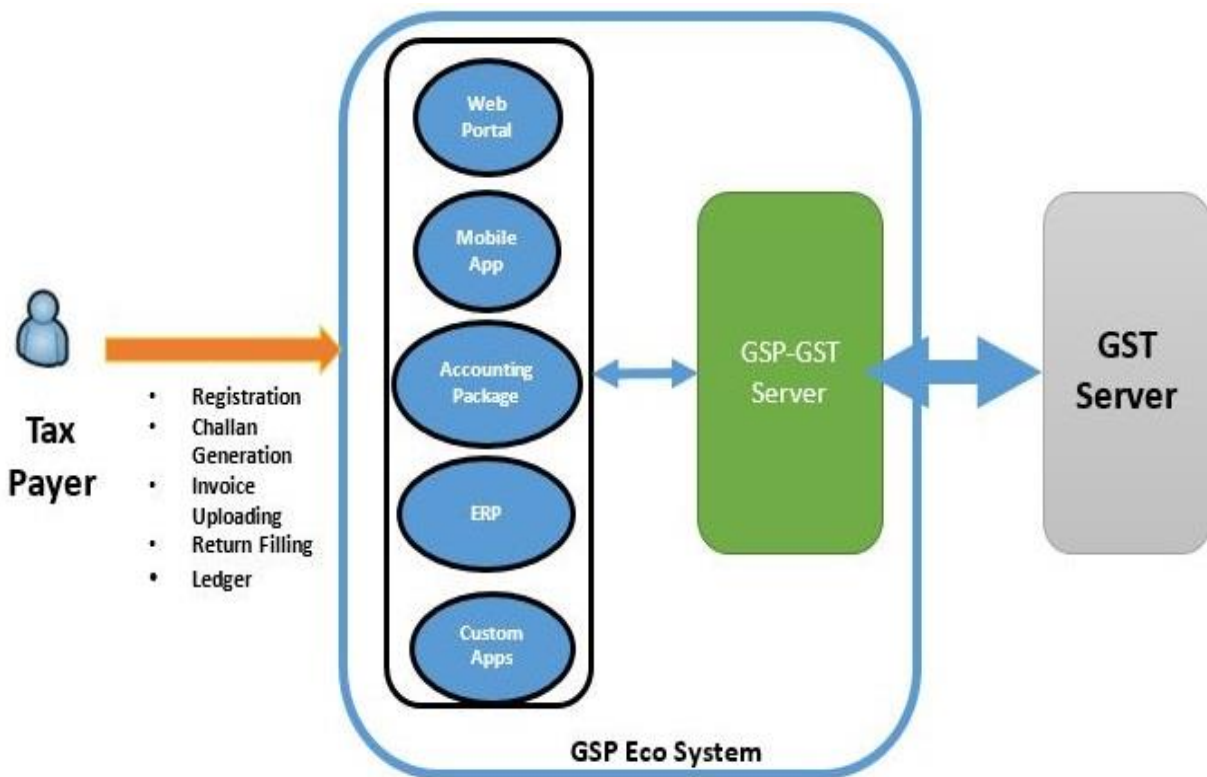 Tax
Payer
• Registration
• Challan
Generation
• Invoice
Uploading
• Return Filling
• Ledger
Web
Portal
Mobile
App
Accounting
Package
ERP
Custom
Apps
GSP-GST
Server
GSP Eco System
GST
Server